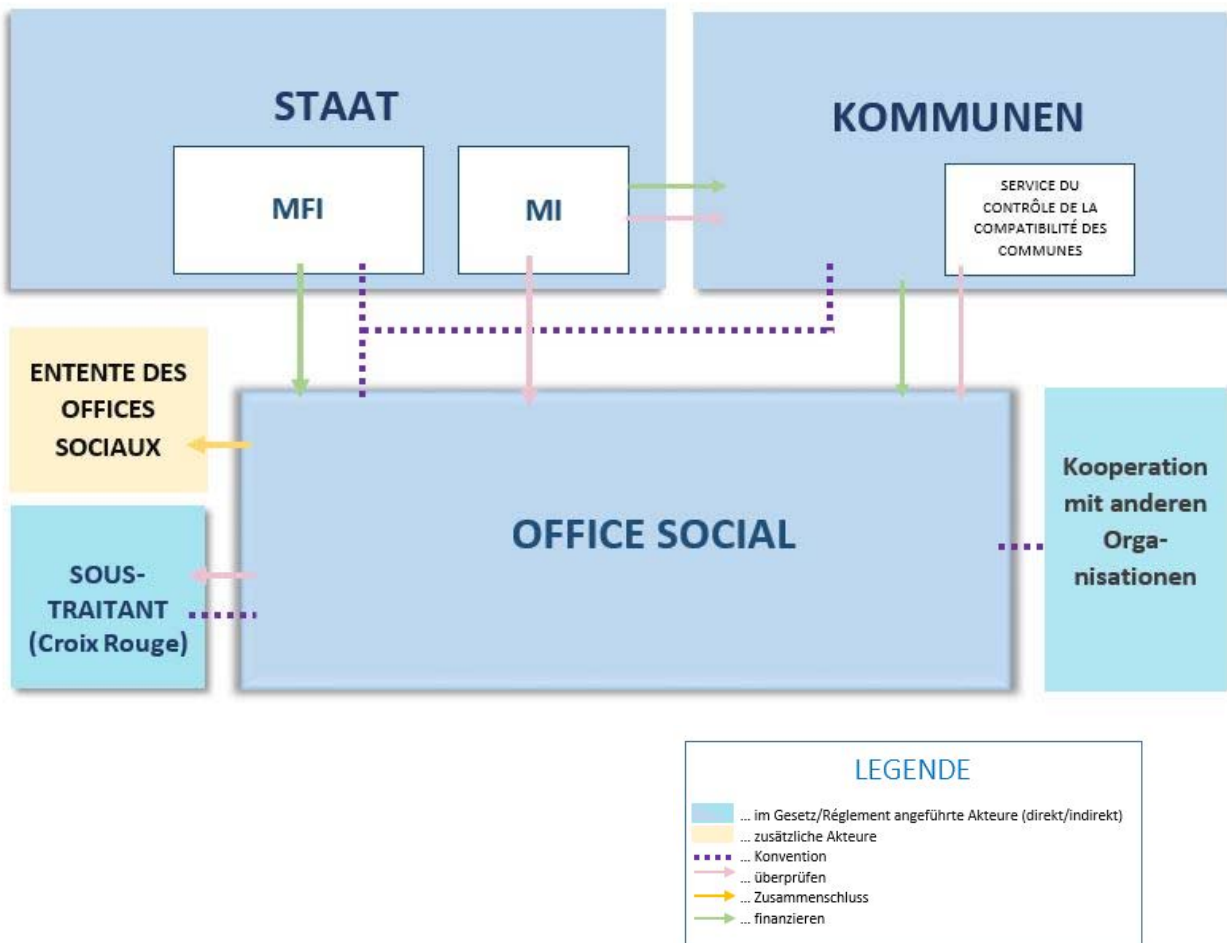 STAAT
KOMMUNEN
MFI
MI
SERVICE DU
CONTRÔLE DE LA
COMPATIBILITÉ DES
COMMUNES
ENTENTE DES
OFFICES
SOCIAUX
SOUS-
TRAITANT
(Croix Rouge)
OFFICE SOCIAL
Kooperation
mit anderen
Orga-
nisationen
LEGENDE
... im Gesetz/Réglement angeführte Akteure (direkt/indirekt)
... zusätzliche Akteure
... Konvention
... überprüfen
... Zusammenschluss
... finanzieren